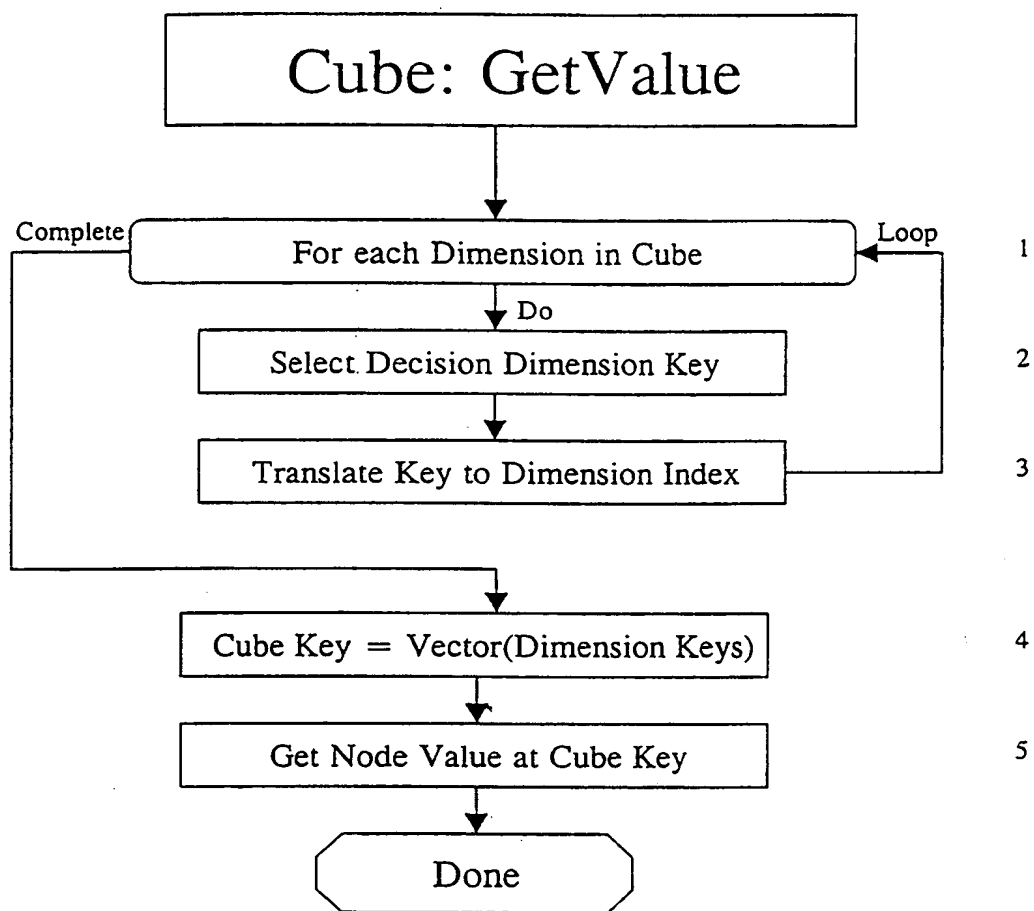 Cube: GetValue
Complete
Loop
For each Dimension in Cube
1
Do
Select Decision Dimension Key
2
Translate Key to Dimension Index
3
Cube Key = Vector(Dimension Keys)
4
Get Node Value at Cube Key
5
Done